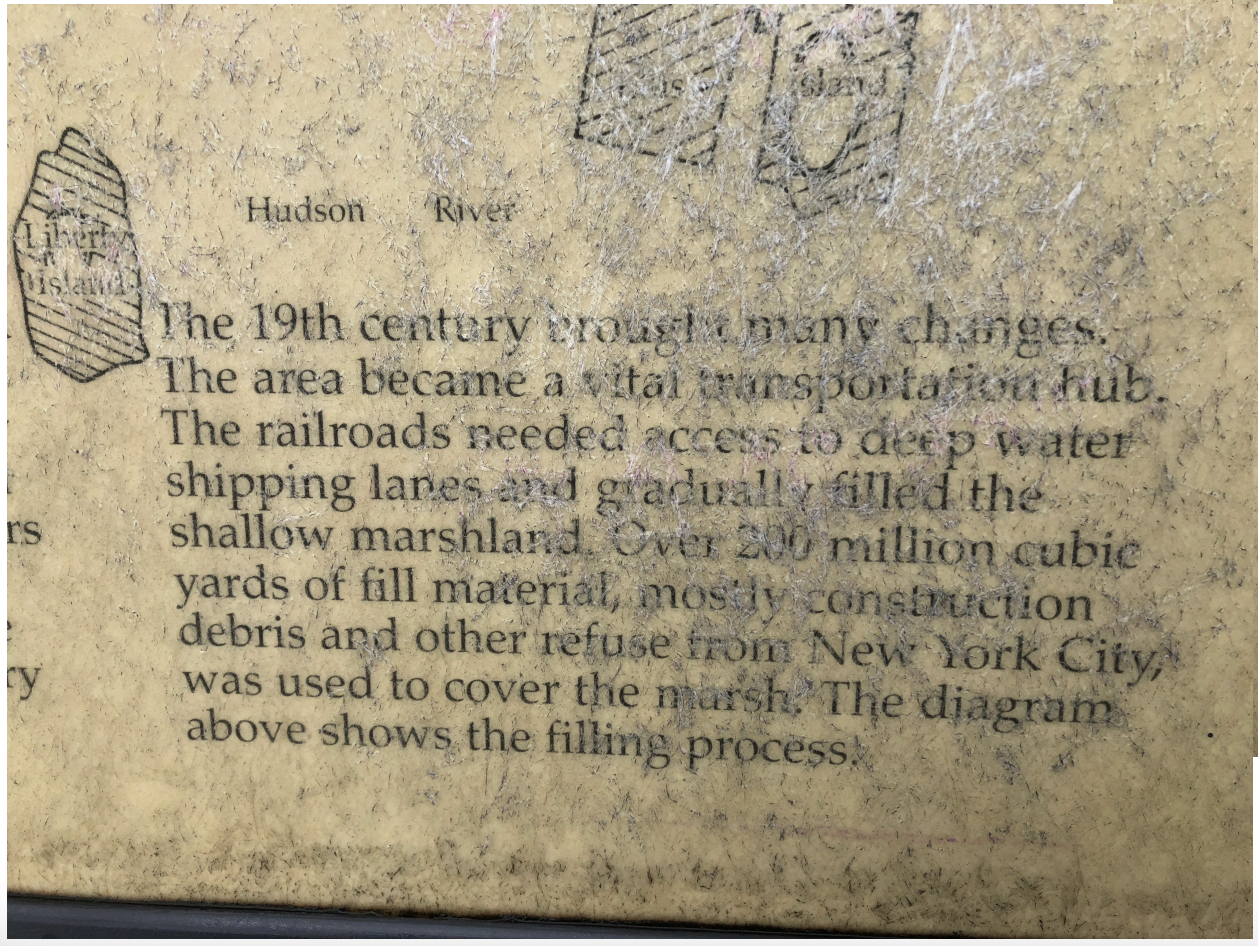 Island
Hudson River
Liberty
Island
The 19th century brought many changes.
The area became a vital transportation hub.
The railroads needed access to deep water
shipping lanes and gradually filled the
shallow marshland. Over 200 million cubic
rs
yards of fill material, mostly construction
debris and other refuse from New York City,
ry
was used to cover the marsh. The diagram
above shows the filling process.